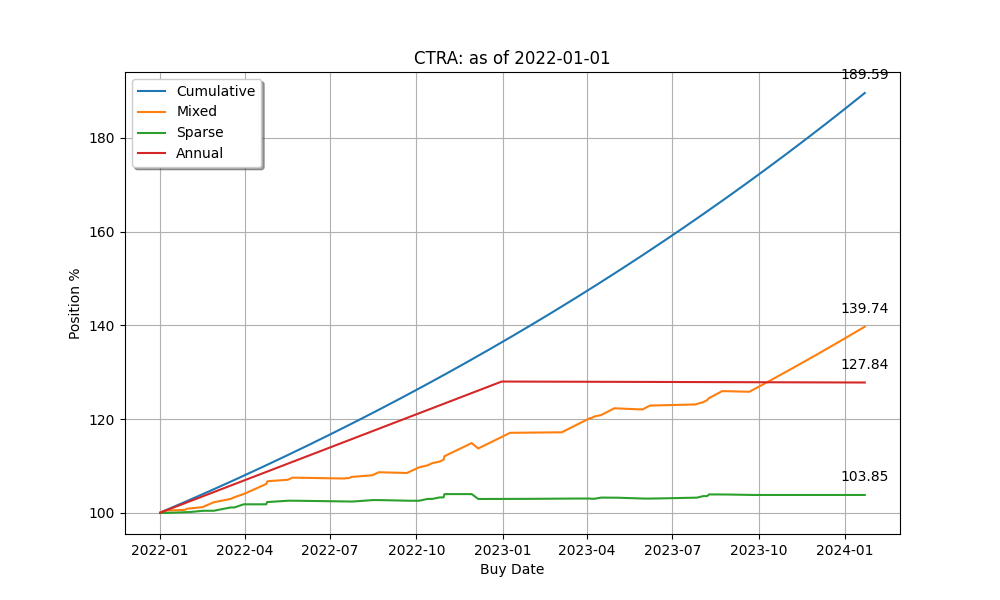 CTRA: as of 2022-01-01
189.59
Cumulative
Mixed
Sparse
Annual
180
160
140
120
100
139.74
127.84
103.85
Position %
2022-01
2022-04
2022-07
2022-10
2023-01
2023-04
2023-07
2023-10
2024-01
Buy Date